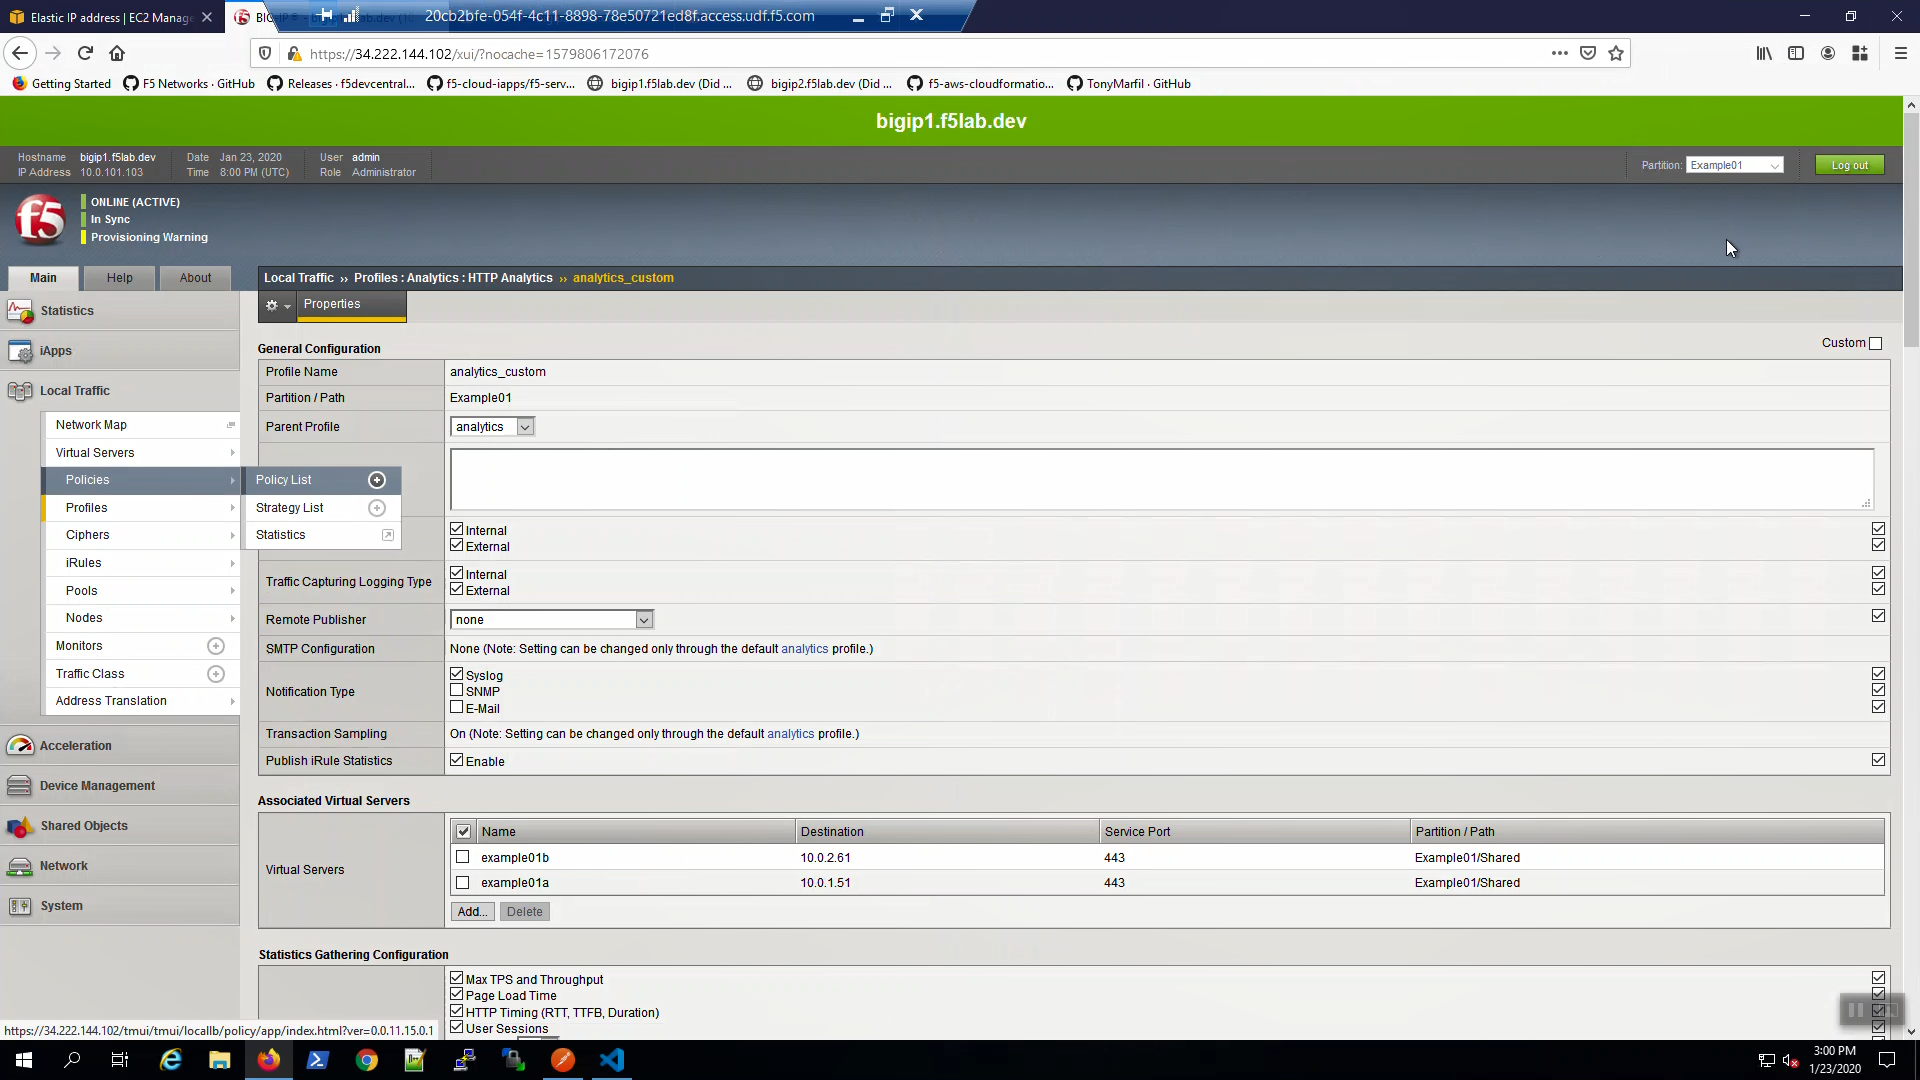 Elastic IP address | EC2 Manage
BIG-IP
20cb2bfe-054f-4c11-8898-78e50721ed8f.access.udf.f5.com
https://34.222.144.102/xui/?nocache=1579806172076
Getting Started
F5 Networks · GitHub
Releases · f5devcentral...
f5-cloud-iapps/f5-serv...
bigip1.f5lab.dev (Did ...
bigip2.f5lab.dev (Did ...
f5-aws-cloudformatio...
TonyMarfil · GitHub
bigip1.f5lab.dev
Hostname bigip1.f5lab.dev Date Jan 23, 2020 User admin
IP Address 10.0.101.103 Time 8:00 PM (UTC) Role Administrator
Partition: Example01 Log out
f5
ONLINE (ACTIVE)
In Sync
Provisioning Warning
Main Help About
Local Traffic ›› Profiles : Analytics : HTTP Analytics ›› analytics_custom
Properties
Statistics
iApps
Local Traffic
Network Map
Virtual Servers
Policies
Profiles
Ciphers
iRules
Pools
Nodes
Monitors
Traffic Class
Address Translation
Acceleration
Device Management
Shared Objects
Network
System
Policy List
Strategy List
Statistics
General Configuration Custom
Profile Name analytics_custom
Partition / Path Example01
Parent Profile analytics
Internal
External
Traffic Capturing Logging Type Internal
External
Remote Publisher none
SMTP Configuration None (Note: Setting can be changed only through the default analytics profile.)
Notification Type Syslog
SNMP
E-Mail
Transaction Sampling On (Note: Setting can be changed only through the default analytics profile.)
Publish iRule Statistics Enable
Associated Virtual Servers
Virtual Servers
Name Destination Service Port Partition / Path
example01b 10.0.2.61 443 Example01/Shared
example01a 10.0.1.51 443 Example01/Shared
Add... Delete
Statistics Gathering Configuration
Max TPS and Throughput
Page Load Time
HTTP Timing (RTT, TTFB, Duration)
User Sessions
https://34.222.144.102/tmui/tmui/locallb/policy/app/index.html?ver=0.0.11.15.0.1
3:00 PM
1/23/2020